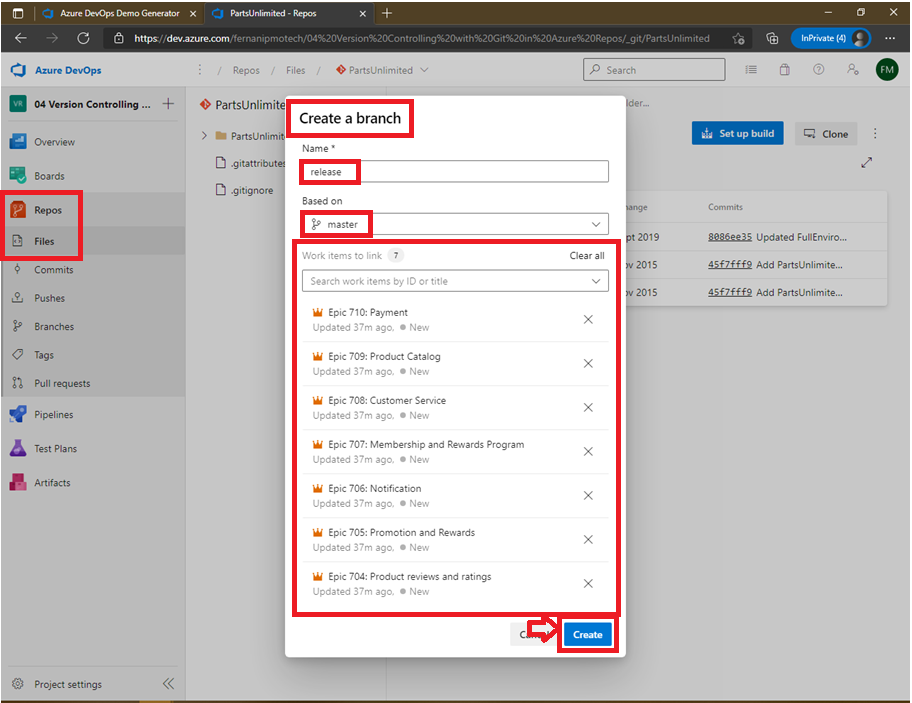 Azure DevOps Demo Generator
PartsUnlimited - Repos
https://dev.azure.com/fernanipmotech/04%20Version%20Controlling%20with%20Git%20in%20Azure%20Repos/_git/PartsUnlimited
InPrivate (4)
Azure DevOps
/ Repos / Files / PartsUnlimited
Search
FM
VR
04 Version Controlling ...
Overview
Boards
Repos
Files
Commits
Pushes
Branches
Tags
Pull requests
Pipelines
Test Plans
Artifacts
Project settings
PartsUnlimite
PartsUnlimit
.gitattributes
.gitignore
Create a branch
Name *
release
Based on
master
Work items to link 7
Clear all
Search work items by ID or title
Epic 710: Payment
Updated 37m ago, New
Epic 709: Product Catalog
Updated 37m ago, New
Epic 708: Customer Service
Updated 37m ago, New
Epic 707: Membership and Rewards Program
Updated 37m ago, New
Epic 706: Notification
Updated 37m ago, New
Epic 705: Promotion and Rewards
Updated 37m ago, New
Epic 704: Product reviews and ratings
Updated 37m ago, New
Create
lder...
Set up build
Clone
ange
Commits
pt 2019
8086ee35 Updated FullEnviro...
ov 2015
45f7fff9 Add PartsUnlimite...
ov 2015
45f7fff9 Add PartsUnlimite...